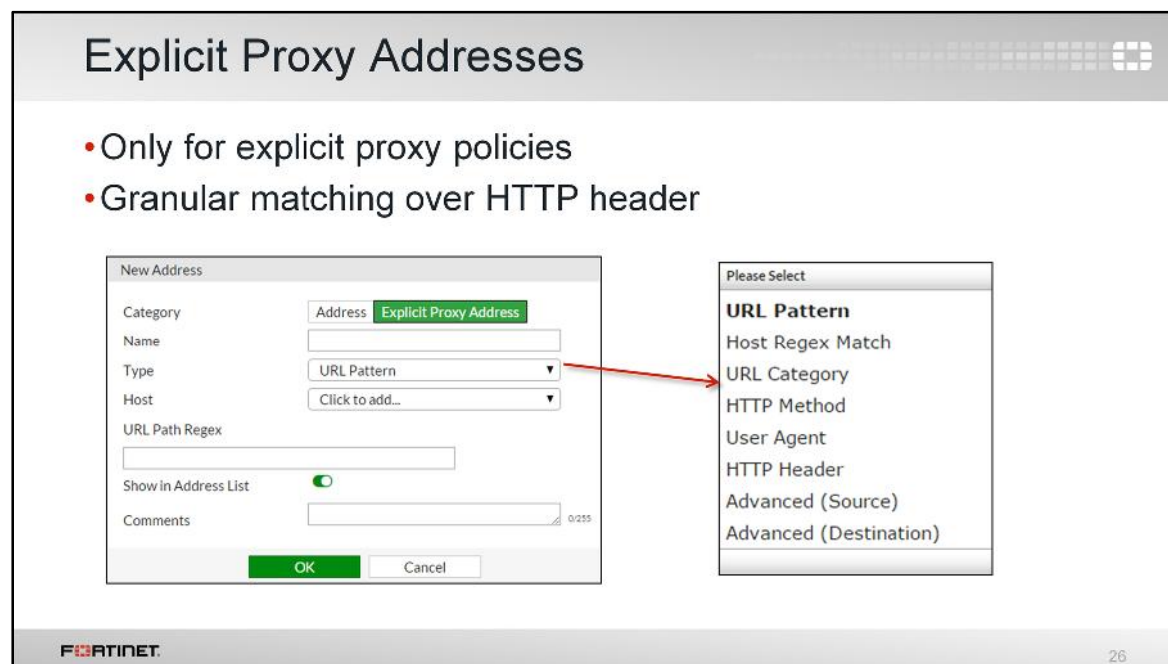 Explicit Proxy Addresses
•Only for explicit proxy policies
•Granular matching over HTTP header
New Address
Category Address Explicit Proxy Address
Name
Type URL Pattern
Host Click to add...
URL Path Regex
Show in Address List
Comments 0/255
OK Cancel
Please Select
URL Pattern
Host Regex Match
URL Category
HTTP Method
User Agent
HTTP Header
Advanced (Source)
Advanced (Destination)
FORTINET.
26